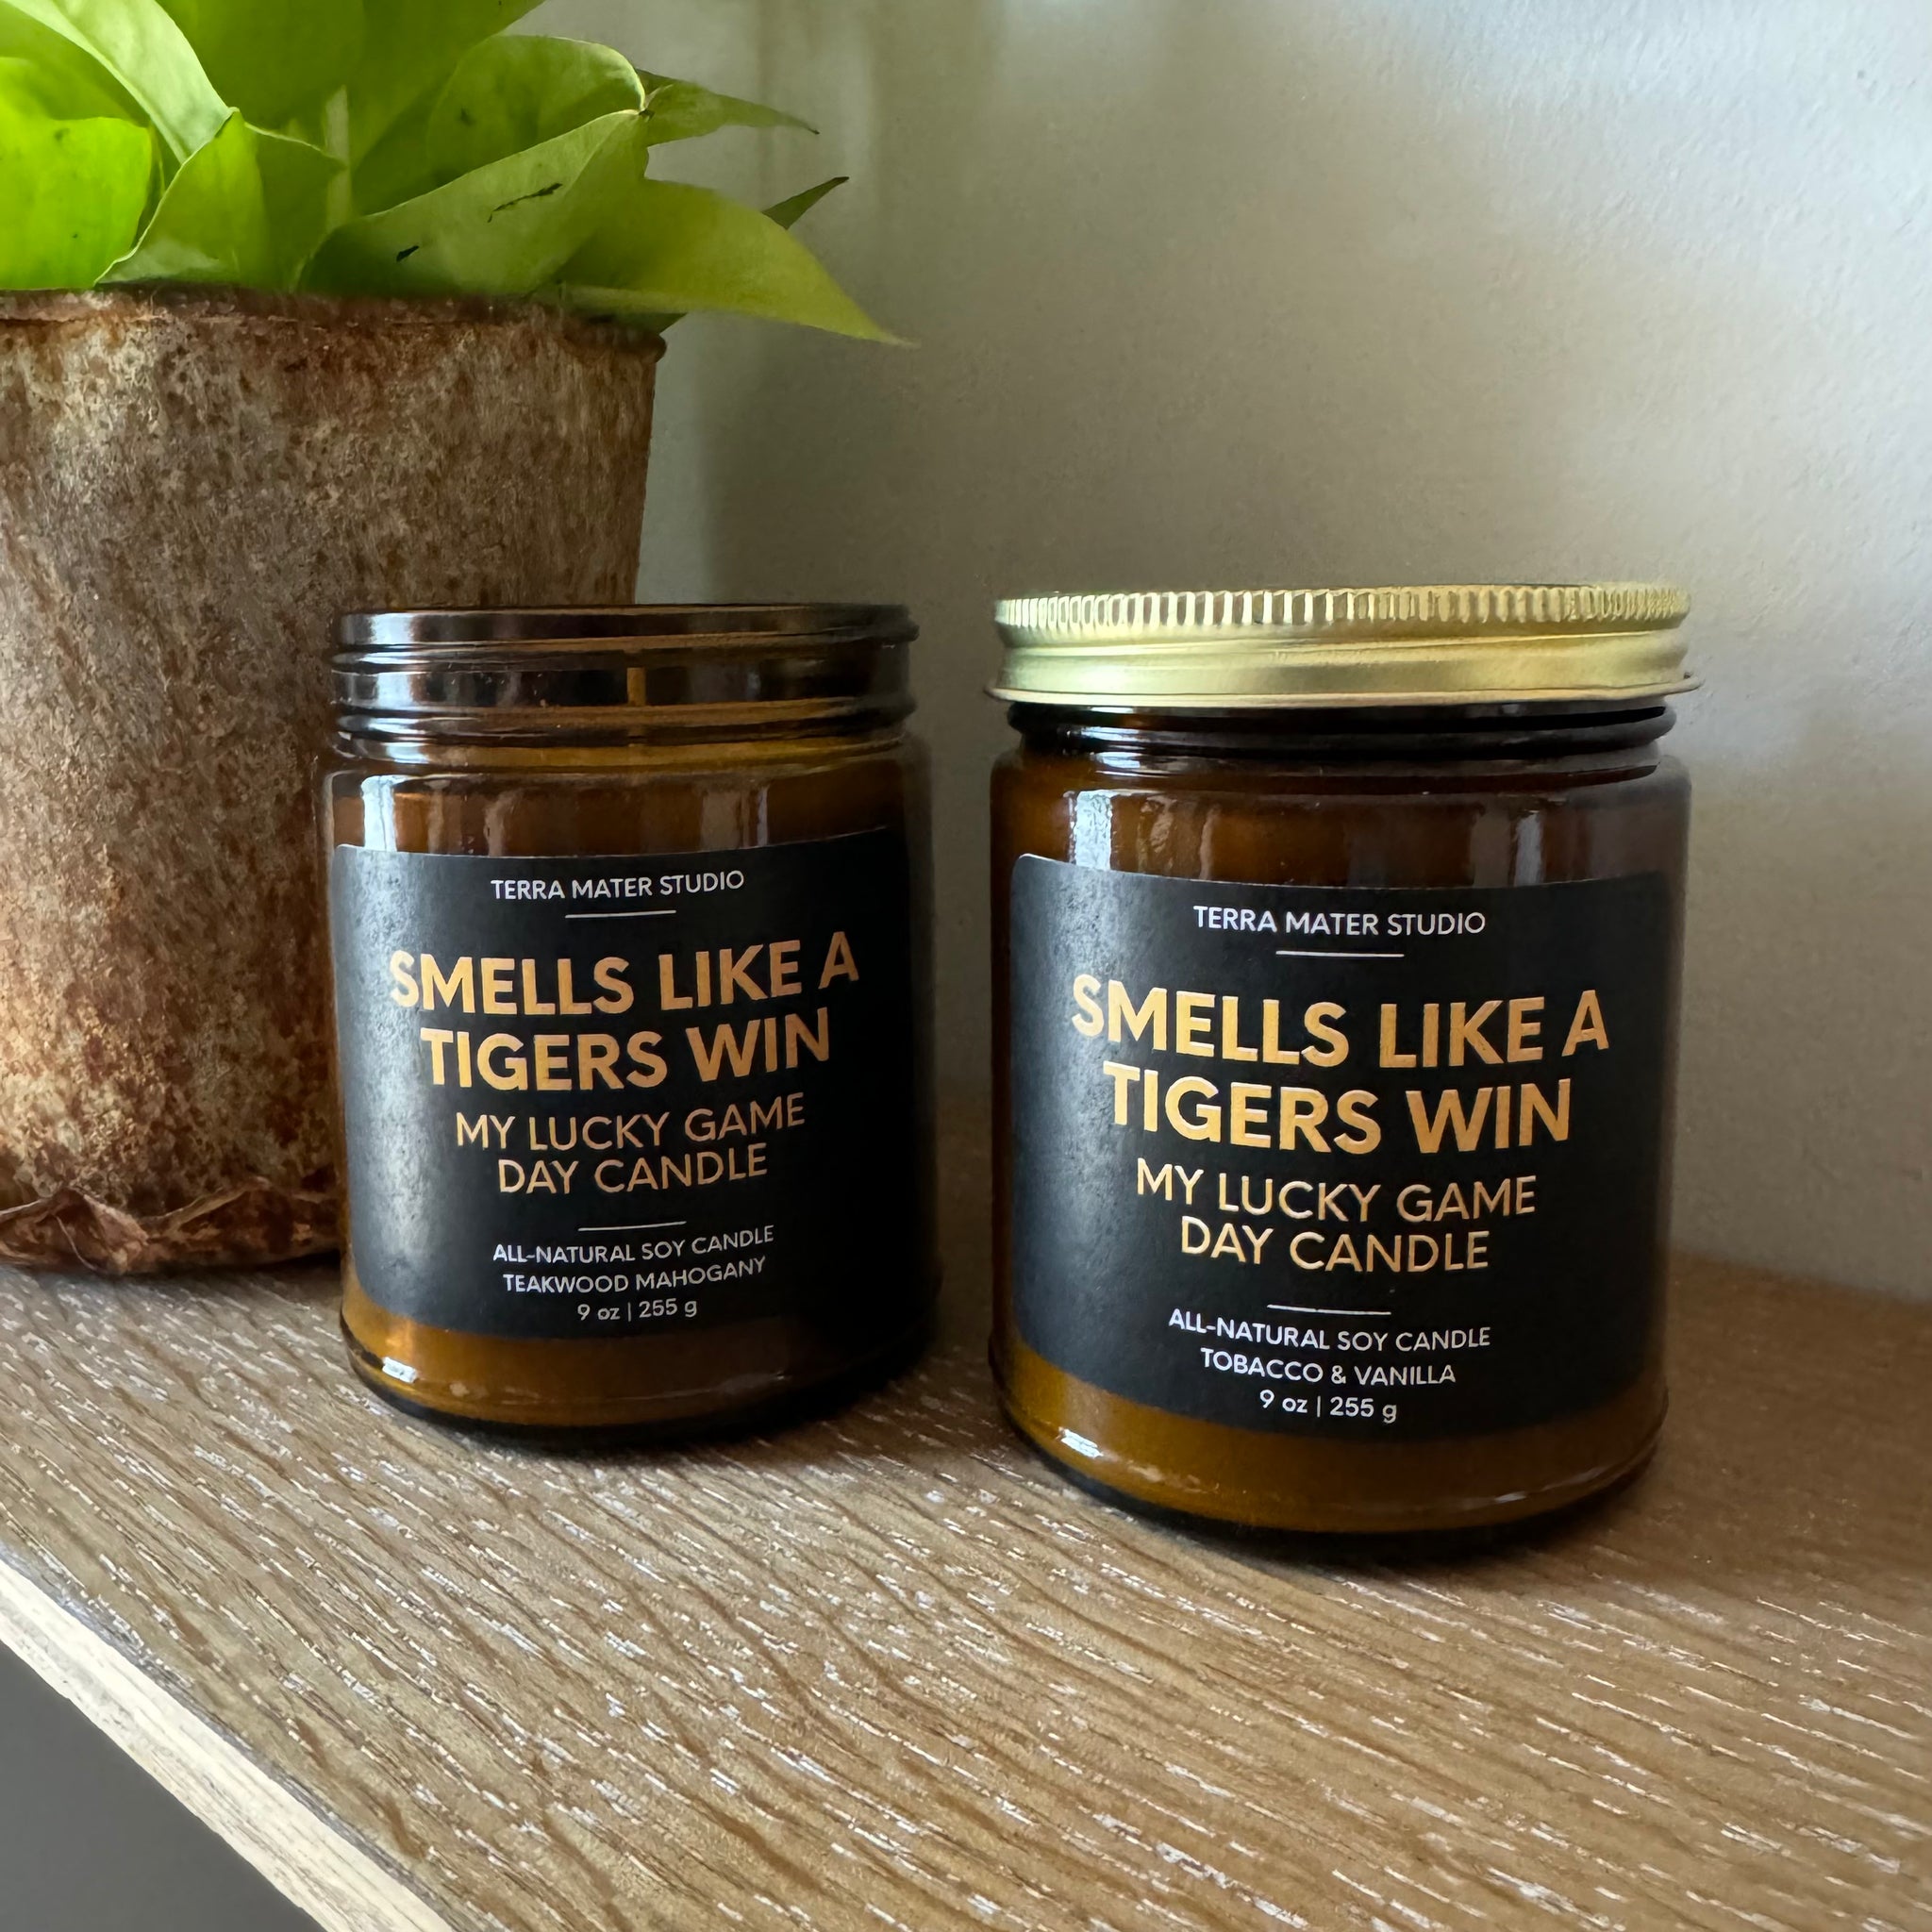 TERRA MATER STUDIO
SMELLS LIKE A
TIGERS WIN
MY LUCKY GAME
DAY CANDLE
ALL-NATURAL SOY CANDLE
TEAKWOOD MAHOGANY
9 oz | 255 g
TERRA MATER STUDIO
SMELLS LIKE A
TIGERS WIN
MY LUCKY GAME
DAY CANDLE
ALL-NATURAL SOY CANDLE
TOBACCO & VANILLA
9 oz | 255 g